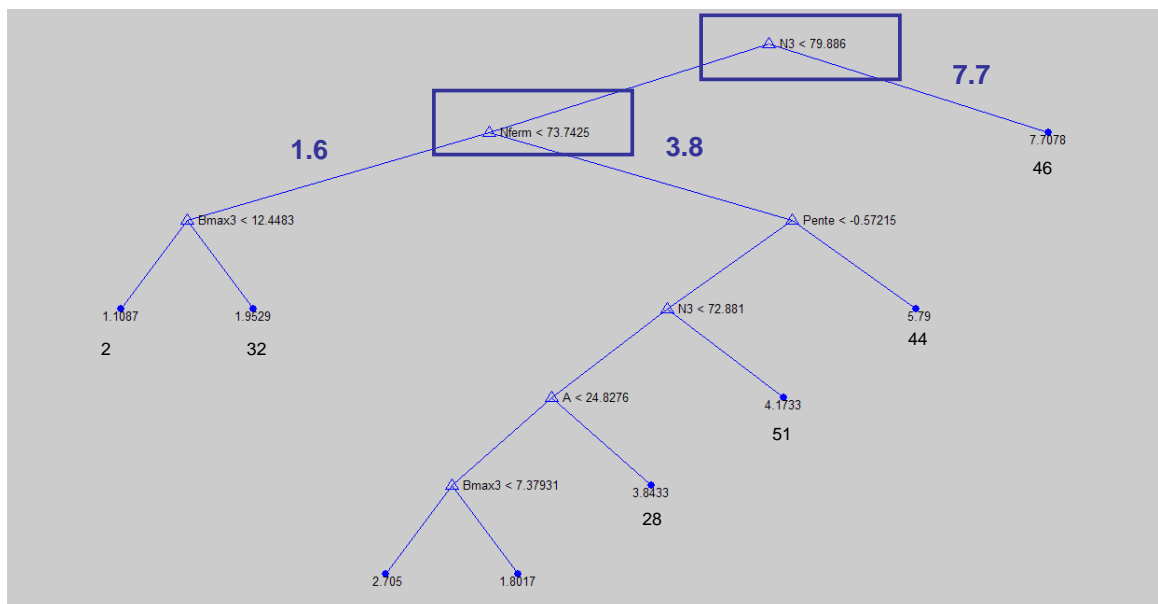 N3 < 79.886
7.7
Nferm < 73.7425
7.7078
1.6
3.8
46
Bmax3 < 12.4483
Pente < -0.57215
1.1087
1.9529
N3 < 72.881
5.79
2
32
44
A < 24.8276
4.1733
51
Bmax3 < 7.37931
3.8433
28
2.705
1.8017